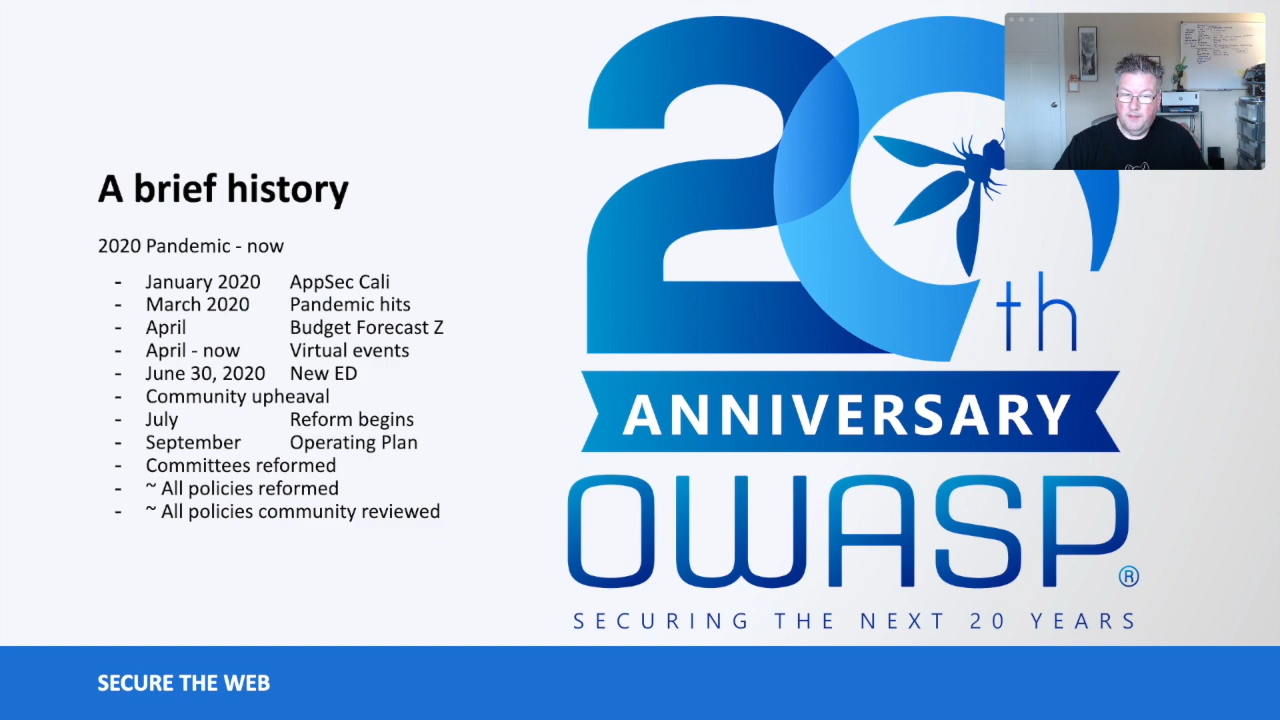 A brief history
2020 Pandemic - now
- January 2020 AppSec Cali
- March 2020 Pandemic hits
- April Budget Forecast Z
- April - now Virtual events
- June 30, 2020 New ED
- Community upheaval
- July Reform begins
- September Operating Plan
- Committees reformed
- ~ All policies reformed
- ~ All policies community reviewed
20th
ANNIVERSARY
OWASP®
SECURING THE NEXT 20 YEARS
SECURE THE WEB